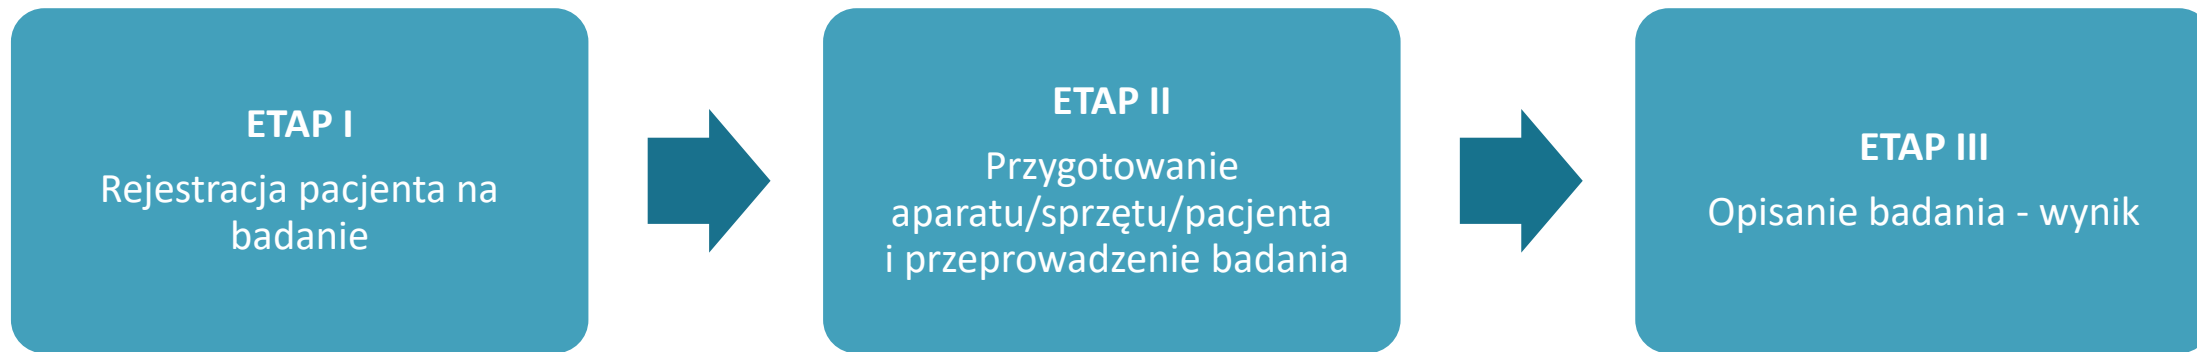 ETAP I
Rejestracja pacjenta na
badanie
ETAP II
Przygotowanie
aparatu/sprzętu/pacjenta
i przeprowadzenie badania
ETAP III
Opisanie badania - wynik